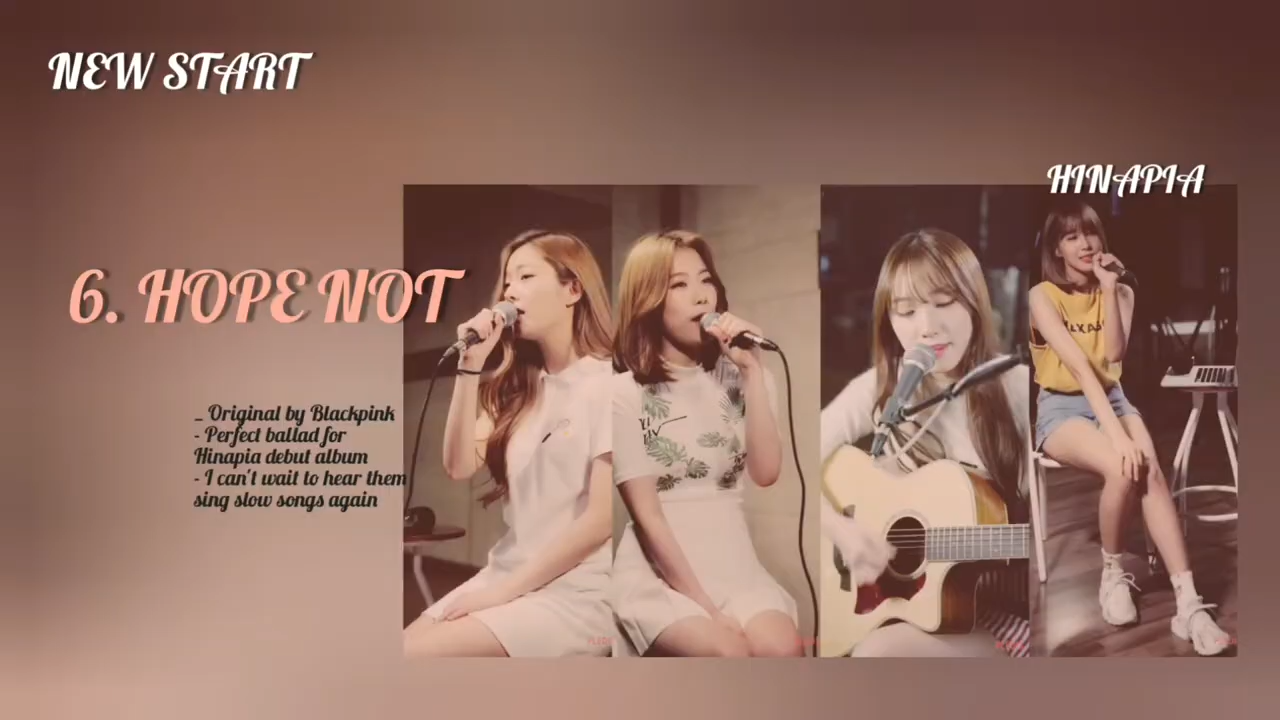 NEW START
HINAPIA
6. HOPE NOT
_ Original by Blackpink
- Perfect ballad for
Hinapia debut album
- I can't wait to hear them
sing slow songs again